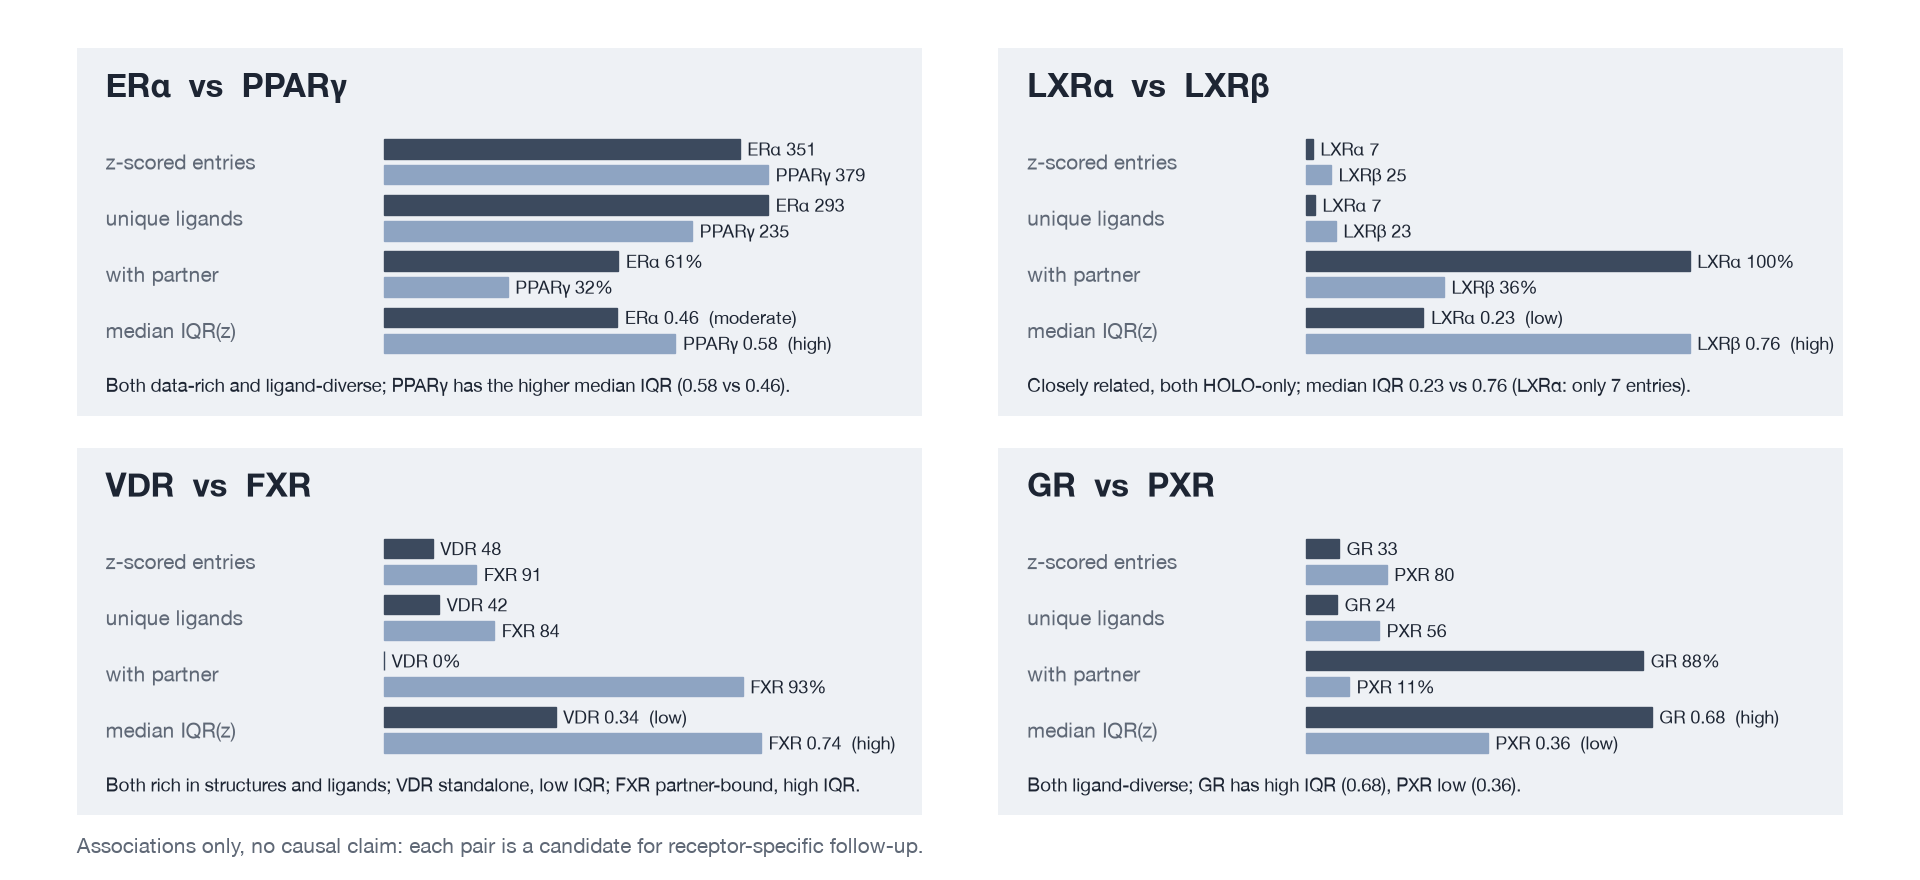 ERα vs PPARγ
z-scored entries
ERα 351
PPARγ 379
unique ligands
ERα 293
PPARγ 235
with partner
ERα 61%
PPARγ 32%
median IQR(z)
ERα 0.46 (moderate)
PPARγ 0.58 (high)
Both data-rich and ligand-diverse; PPARγ has the higher median IQR (0.58 vs 0.46).
LXRα vs LXRβ
z-scored entries
LXRα 7
LXRβ 25
unique ligands
LXRα 7
LXRβ 23
with partner
LXRα 100%
LXRβ 36%
median IQR(z)
LXRα 0.23 (low)
LXRβ 0.76 (high)
Closely related, both HOLO-only; median IQR 0.23 vs 0.76 (LXRα: only 7 entries).
VDR vs FXR
z-scored entries
VDR 48
FXR 91
unique ligands
VDR 42
FXR 84
with partner
VDR 0%
FXR 93%
median IQR(z)
VDR 0.34 (low)
FXR 0.74 (high)
Both rich in structures and ligands; VDR standalone, low IQR; FXR partner-bound, high IQR.
GR vs PXR
z-scored entries
GR 33
PXR 80
unique ligands
GR 24
PXR 56
with partner
GR 88%
PXR 11%
median IQR(z)
GR 0.68 (high)
PXR 0.36 (low)
Both ligand-diverse; GR has high IQR (0.68), PXR low (0.36).
Associations only, no causal claim: each pair is a candidate for receptor-specific follow-up.